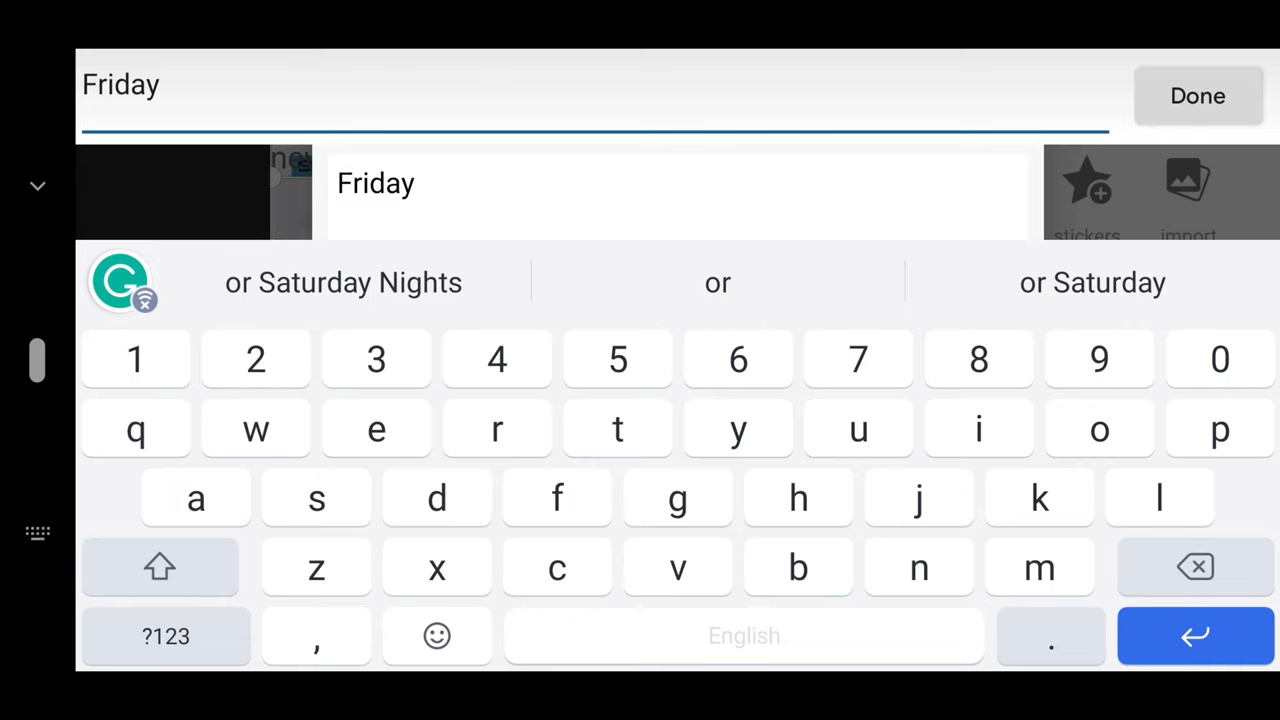 Friday
Done
Friday
stickers
import
or Saturday Nights
or
or Saturday
1 2 3 4 5 6 7 8 9 0
q w e r t y u i o p
a s d f g h j k l
z x c v b n m
?123 , English .